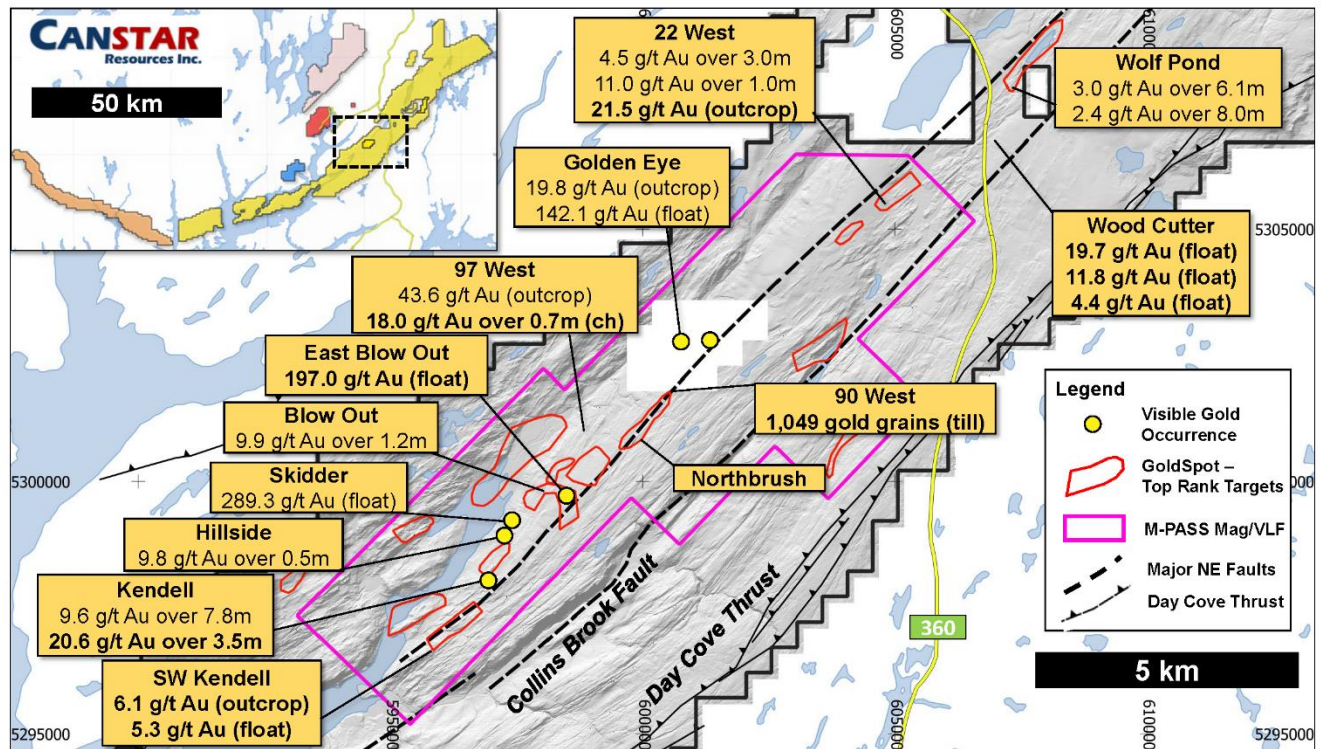 CANSTAR
Resources Inc.
50 km
22 West
4.5 g/t Au over 3.0m
11.0 g/t Au over 1.0m
21.5 g/t Au (outcrop)
605000
Wolf Pond
3.0 g/t Au over 6.1m
2.4 g/t Au over 8.0m
Golden Eye
19.8 g/t Au (outcrop)
142.1 g/t Au (float)
Wood Cutter
19.7 g/t Au (float)
11.8 g/t Au (float)
4.4 g/t Au (float)
5305000
97 West
43.6 g/t Au (outcrop)
18.0 g/t Au over 0.7m (ch)
East Blow Out
197.0 g/t Au (float)
Blow Out
9.9 g/t Au over 1.2m
90 West
1,049 gold grains (till)
Northbrush
Skidder
289.3 g/t Au (float)
5300000
Hillside
9.8 g/t Au over 0.5m
Kendell
9.6 g/t Au over 7.8m
20.6 g/t Au over 3.5m
SW Kendell
6.1 g/t Au (outcrop)
5.3 g/t Au (float)
Collins Brook Fault
Day Cove Thrust
360
Legend
Visible Gold
Occurrence
GoldSpot –
Top Rank Targets
M-PASS Mag/VLF
Major NE Faults
Day Cove Thrust
5 km
5295000
600000
605000
610000
5295000